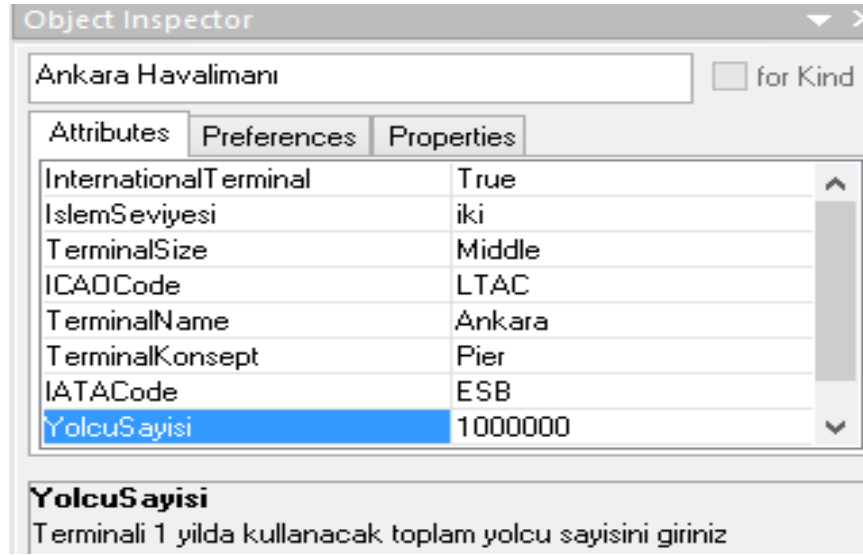 Object Inspector
Ankara Havalimanı for Kind
Attributes Preferences Properties
InternationalTerminal True
IslemSeviyesi iki
TerminalSize Middle
ICAOCode LTAC
TerminalName Ankara
TerminalKonsept Pier
IATACode ESB
YolcuSayisi 1000000
YolcuSayisi
Terminali 1 yilda kullanacak toplam yolcu sayisini giriniz